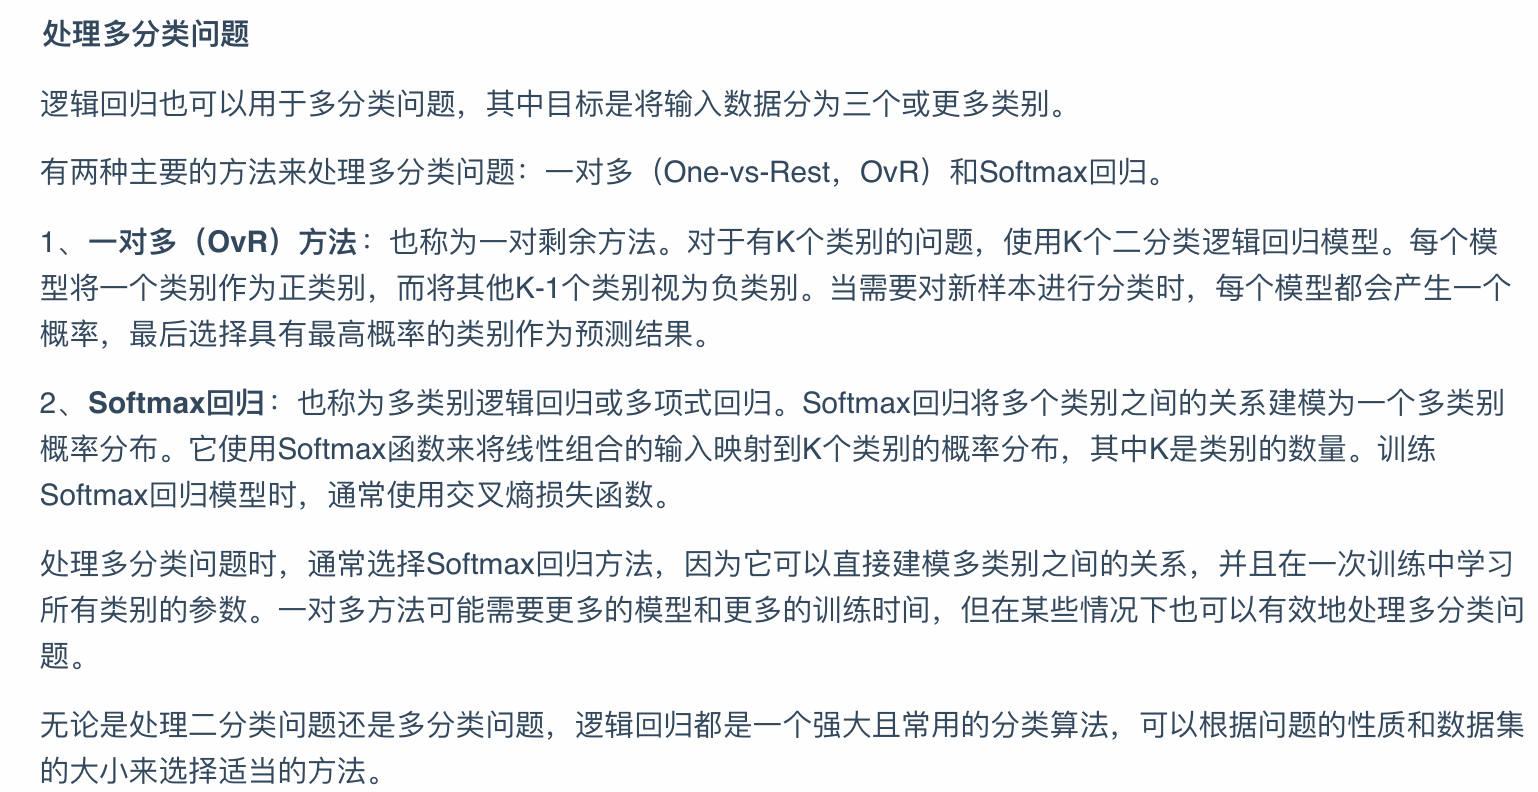 处理多分类问题
逻辑回归也可以用于多分类问题，其中目标是将输入数据分为三个或更多类别。
有两种主要的方法来处理多分类问题：一对多（One-vs-Rest，OvR）和Softmax回归。
1、一对多（OvR）方法：也称为一对剩余方法。对于有K个类别的问题，使用K个二分类逻辑回归模型。每个模
型将一个类别作为正类别，而将其他K-1个类别视为负类别。当需要对新样本进行分类时，每个模型都会产生一个
概率，最后选择具有最高概率的类别作为预测结果。
2、Softmax回归：也称为多类别逻辑回归或多项式回归。Softmax回归将多个类别之间的关系建模为一个多类别
概率分布。它使用Softmax函数来将线性组合的输入映射到K个类别的概率分布，其中K是类别的数量。训练
Softmax回归模型时，通常使用交叉熵损失函数。
处理多分类问题时，通常选择Softmax回归方法，因为它可以直接建模多类别之间的关系，并且在一次训练中学习
所有类别的参数。一对多方法可能需要更多的模型和更多的训练时间，但在某些情况下也可以有效地处理多分类问
题。
无论是处理二分类问题还是多分类问题，逻辑回归都是一个强大且常用的分类算法，可以根据问题的性质和数据集
的大小来选择适当的方法。